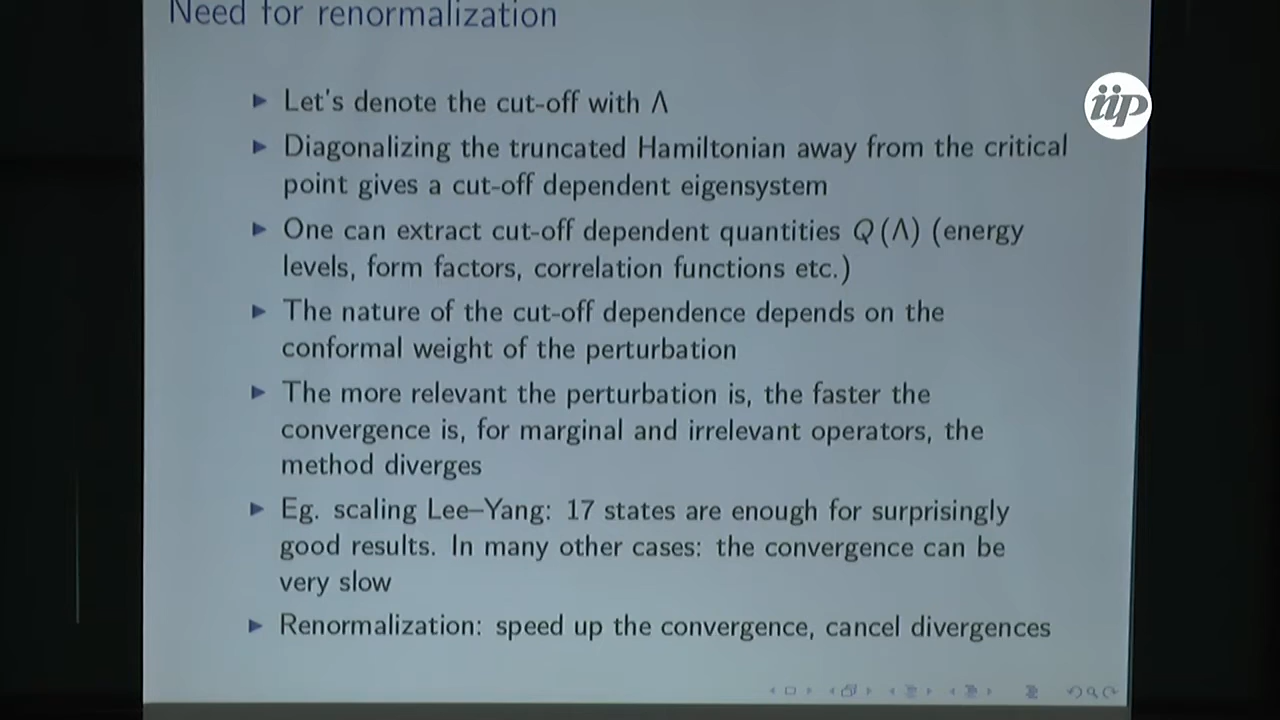 Need for renormalization
iip
▶ Let's denote the cut-off with Λ
▶ Diagonalizing the truncated Hamiltonian away from the critical
point gives a cut-off dependent eigensystem
▶ One can extract cut-off dependent quantities Q (Λ) (energy
levels, form factors, correlation functions etc.)
▶ The nature of the cut-off dependence depends on the
conformal weight of the perturbation
▶ The more relevant the perturbation is, the faster the
convergence is, for marginal and irrelevant operators, the
method diverges
▶ Eg. scaling Lee–Yang: 17 states are enough for surprisingly
good results. In many other cases: the convergence can be
very slow
▶ Renormalization: speed up the convergence, cancel divergences